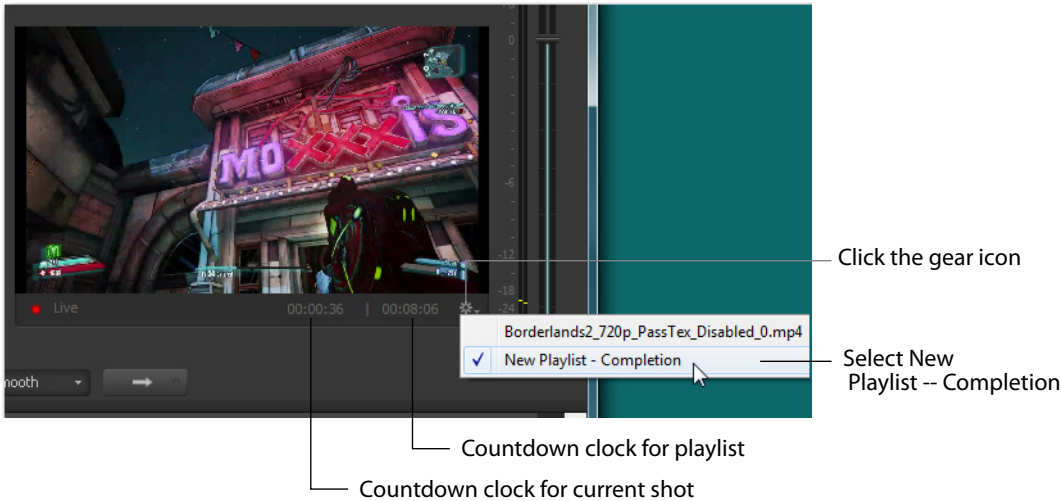 0
-6
-12
-18
-24
MOXXXIS
Live
00:00:36 | 00:08:06
Click the gear icon
Borderlands2_720p_PassTex_Disabled_0.mp4
✓ New Playlist - Completion
Select New
Playlist -- Completion
mooth
Countdown clock for playlist
Countdown clock for current shot